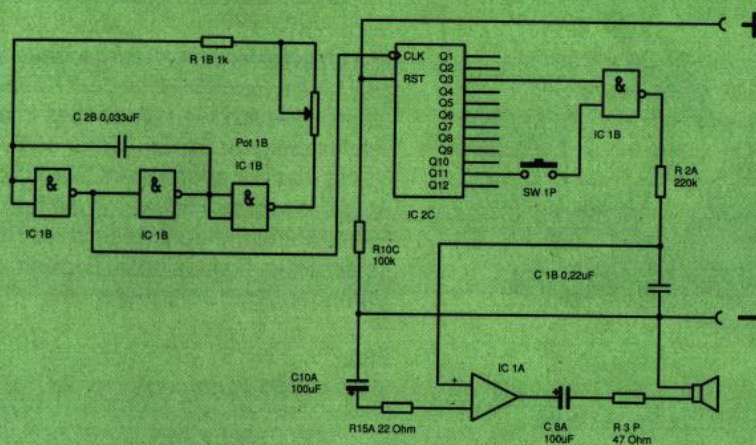 R 1B 1k
C 2B 0,033uF
Pot 1B
IC 1B
&
&
&
IC 1B
IC 1B
CLK
RST
Q1
Q2
Q3
Q4
Q5
Q6
Q7
Q8
Q9
Q10
Q11
Q12
IC 2C
SW 1P
&
IC 1B
R 2A
220k
R10C
100k
C 1B 0,22uF
C10A
100uF
+
R15A 22 Ohm
+
-
IC 1A
+
C 8A
100uF
R 3 P
47 Ohm
+
-